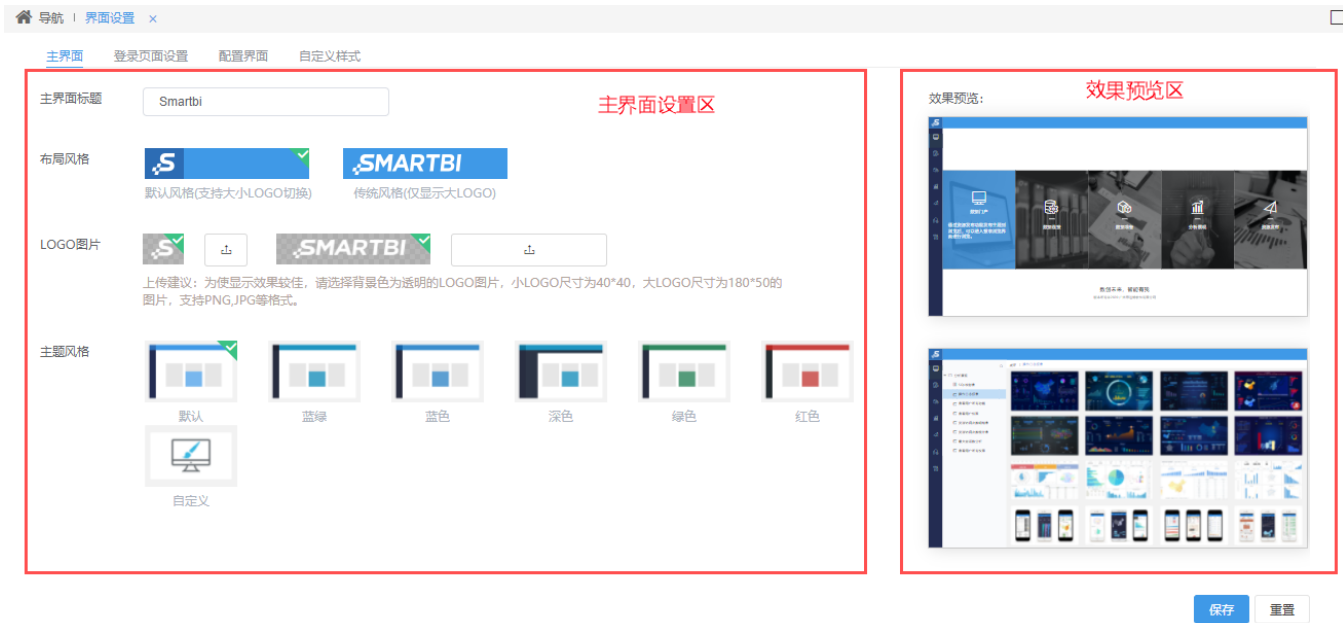 导航 | 界面设置 ×
主界面 登录页面设置 配置界面 自定义样式
主界面标题 Smartbi
主界面设置区
布局风格
SMARTBI
默认风格(支持大小LOGO切换) 传统风格(仅显示大LOGO)
LOGO图片
SMARTBI
上传建议：为使显示效果较佳，请选择背景色为透明的LOGO图片，小LOGO尺寸为40*40，大LOGO尺寸为180*50的
图片，支持PNG,JPG等格式。
主题风格
默认 蓝绿 蓝色 深色 绿色 红色
自定义
效果预览：
效果预览区
保存 重置